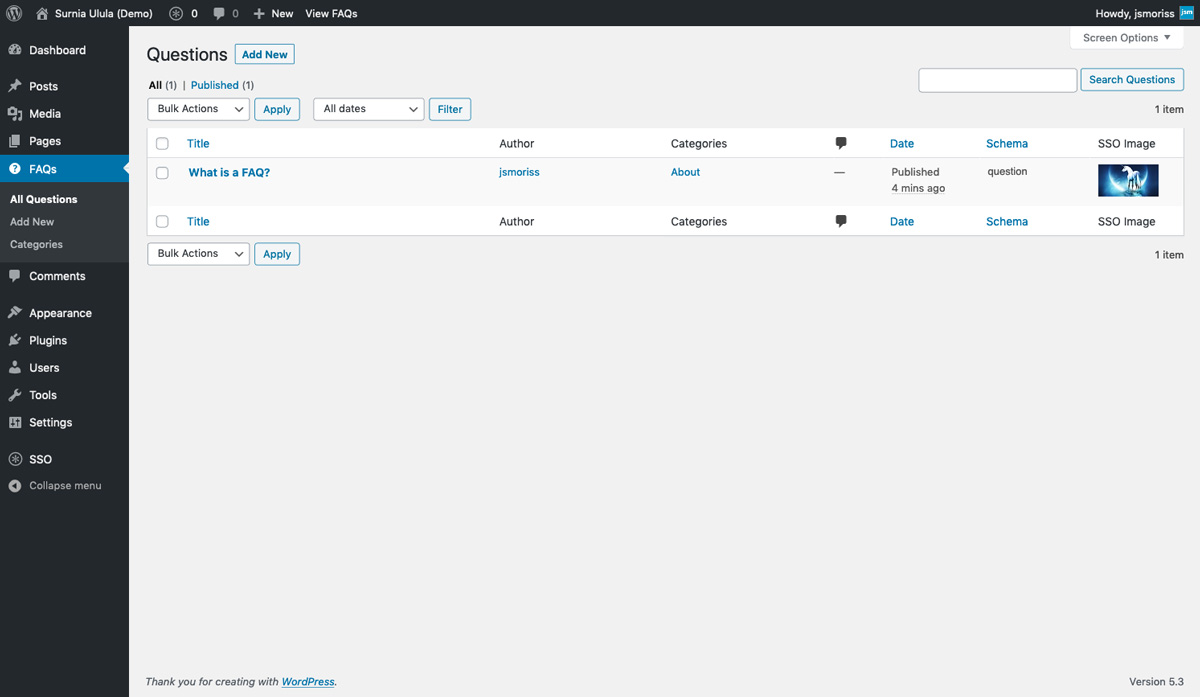 Surnia Ulula (Demo) 0 0 New View FAQs Howdy, jsmoriss jsm
Screen Options
Dashboard
Posts
Media
Pages
FAQs
All Questions
Add New
Categories
Comments
Appearance
Plugins
Users
Tools
Settings
SSO
Collapse menu
Questions Add New
All (1) | Published (1)
Search Questions
Bulk Actions Apply All dates Filter 1 item
Title Author Categories Date Schema SSO Image
What is a FAQ? jsmoriss About — Published question
4 mins ago
Title Author Categories Date Schema SSO Image
Bulk Actions Apply 1 item
Thank you for creating with WordPress. Version 5.3